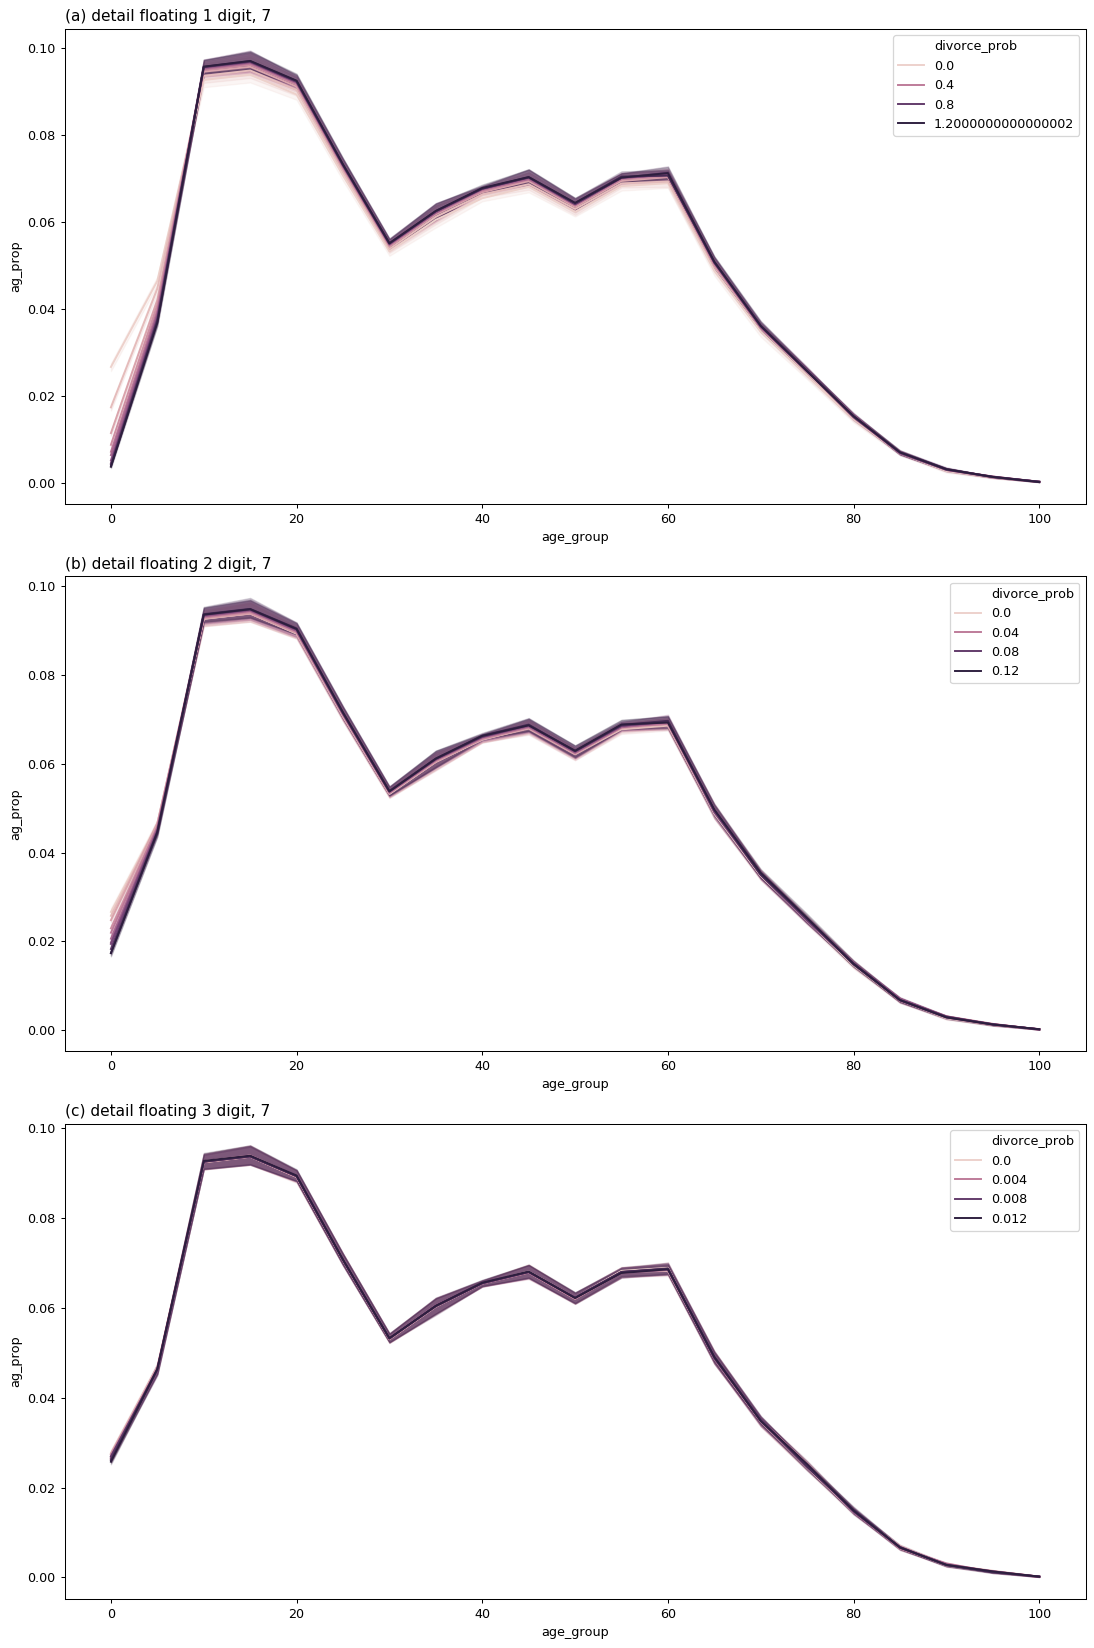 (a) detail floating 1 digit, 7
0.10
0.08
0.06
0.04
0.02
0.00
ag_prop
divorce_prob
0.0
0.4
0.8
1.2000000000000002
0 20 40 60 80 100
age_group
(b) detail floating 2 digit, 7
0.10
0.08
0.06
0.04
0.02
0.00
ag_prop
divorce_prob
0.0
0.04
0.08
0.12
0 20 40 60 80 100
age_group
(c) detail floating 3 digit, 7
0.10
0.08
0.06
0.04
0.02
0.00
ag_prop
divorce_prob
0.0
0.004
0.008
0.012
0 20 40 60 80 100
age_group